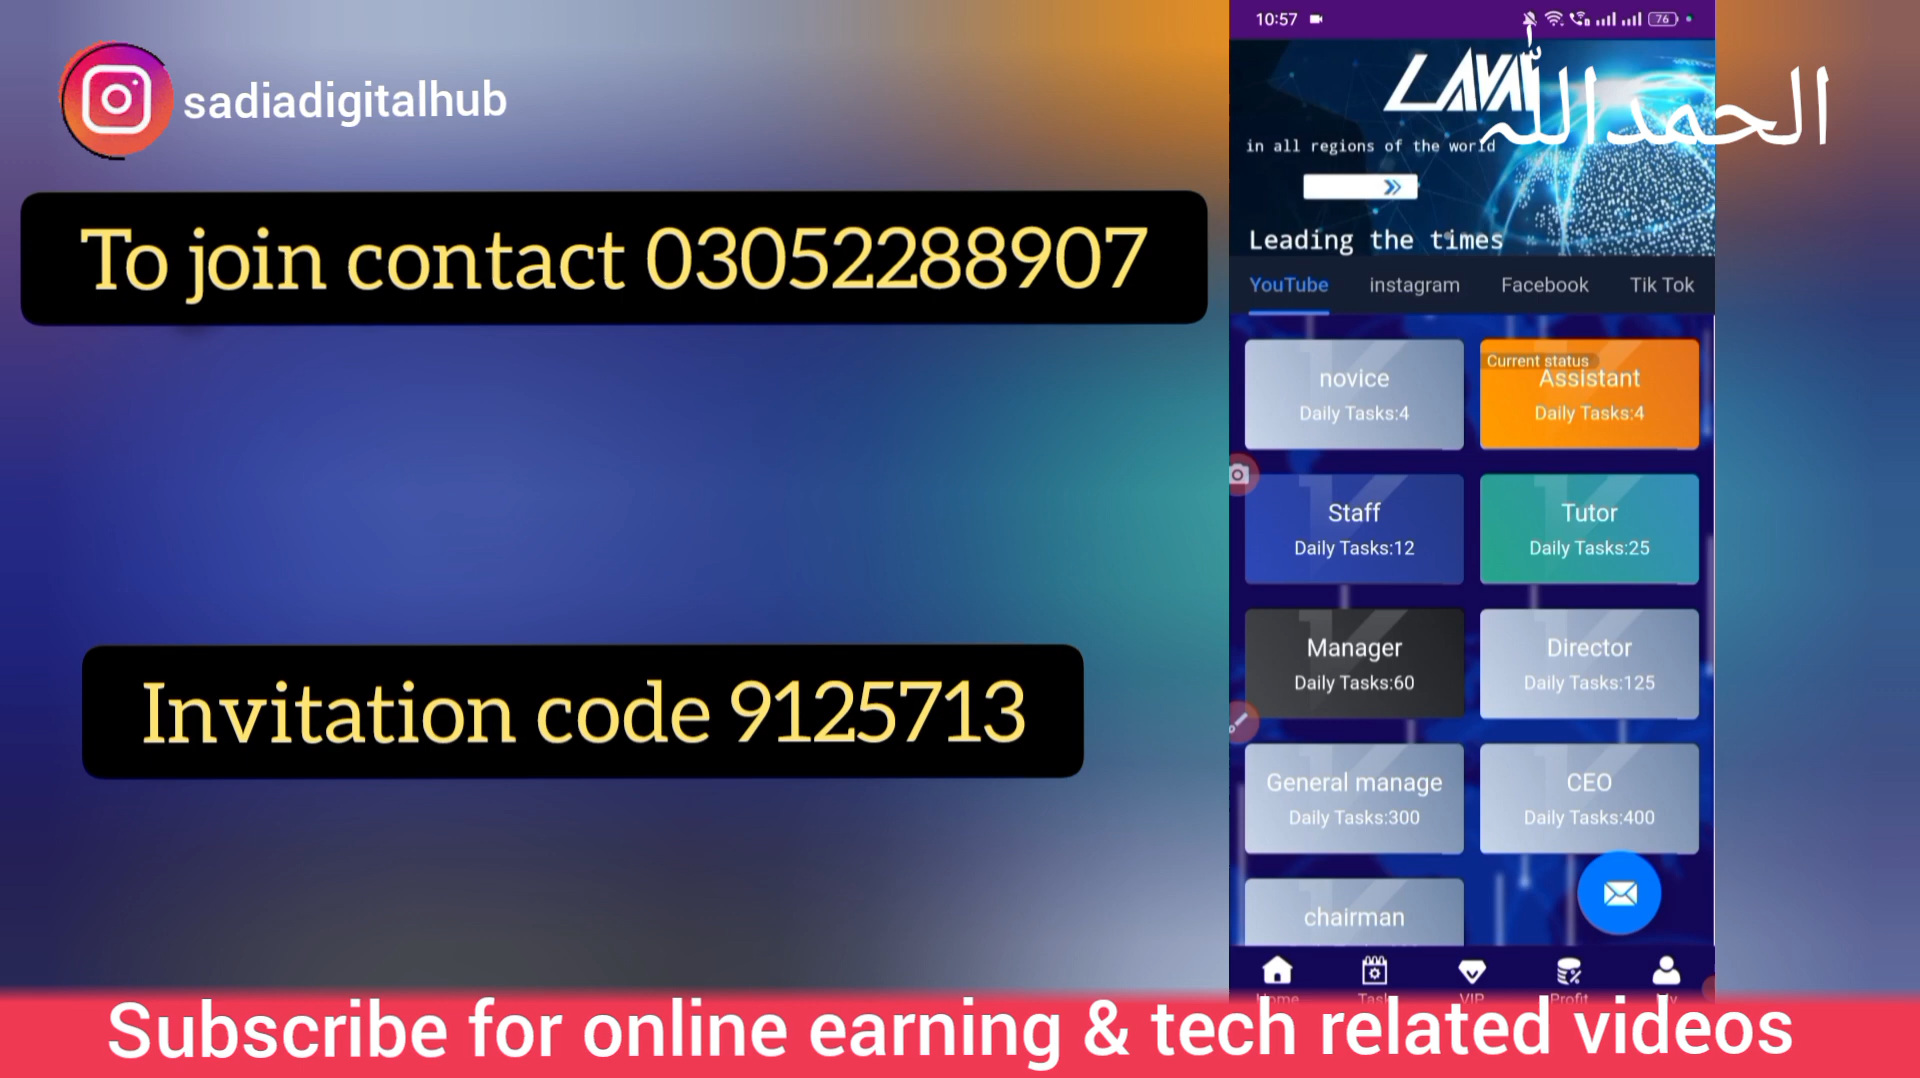 sadiadigitalhub
To join contact 03052288907
Invitation code 9125713
10:57
76
الحمدالله
in all regions of the world
Leading the times
YouTube instagram Facebook Tik Tok
novice
Daily Tasks:4
Current status
Assistant
Daily Tasks:4
Staff
Daily Tasks:12
Tutor
Daily Tasks:25
Manager
Daily Tasks:60
Director
Daily Tasks:125
General manage
Daily Tasks:300
CEO
Daily Tasks:400
chairman
Subscribe for online earning & tech related videos